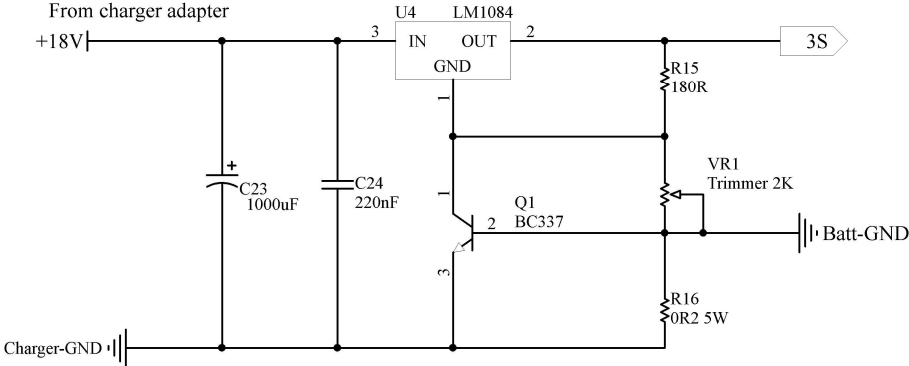 From charger adapter
U4 LM1084
+18V
3 IN OUT 2
3S
GND
R15
180R
1
VR1
Trimmer 2K
+
C23
1000uF
C24
220nF
1
Q1
BC337
2
Batt-GND
3
R16
0R2 5W
Charger-GND